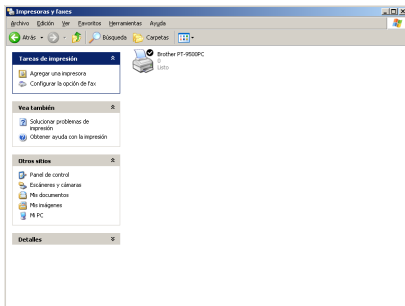 Impresoras y faxes
Archivo Edición Ver Favoritos Herramientas Ayuda
Atrás Búsqueda Carpetas
Tareas de impresión
Agregar una impresora
Configurar la opción de fax
Vea también
Solucionar problemas de
impresión
Obtener ayuda con la impresión
Otros sitios
Panel de control
Escáneres y cámaras
Mis documentos
Mis imágenes
Mi PC
Detalles
Brother PT-9500PC
0
Listo